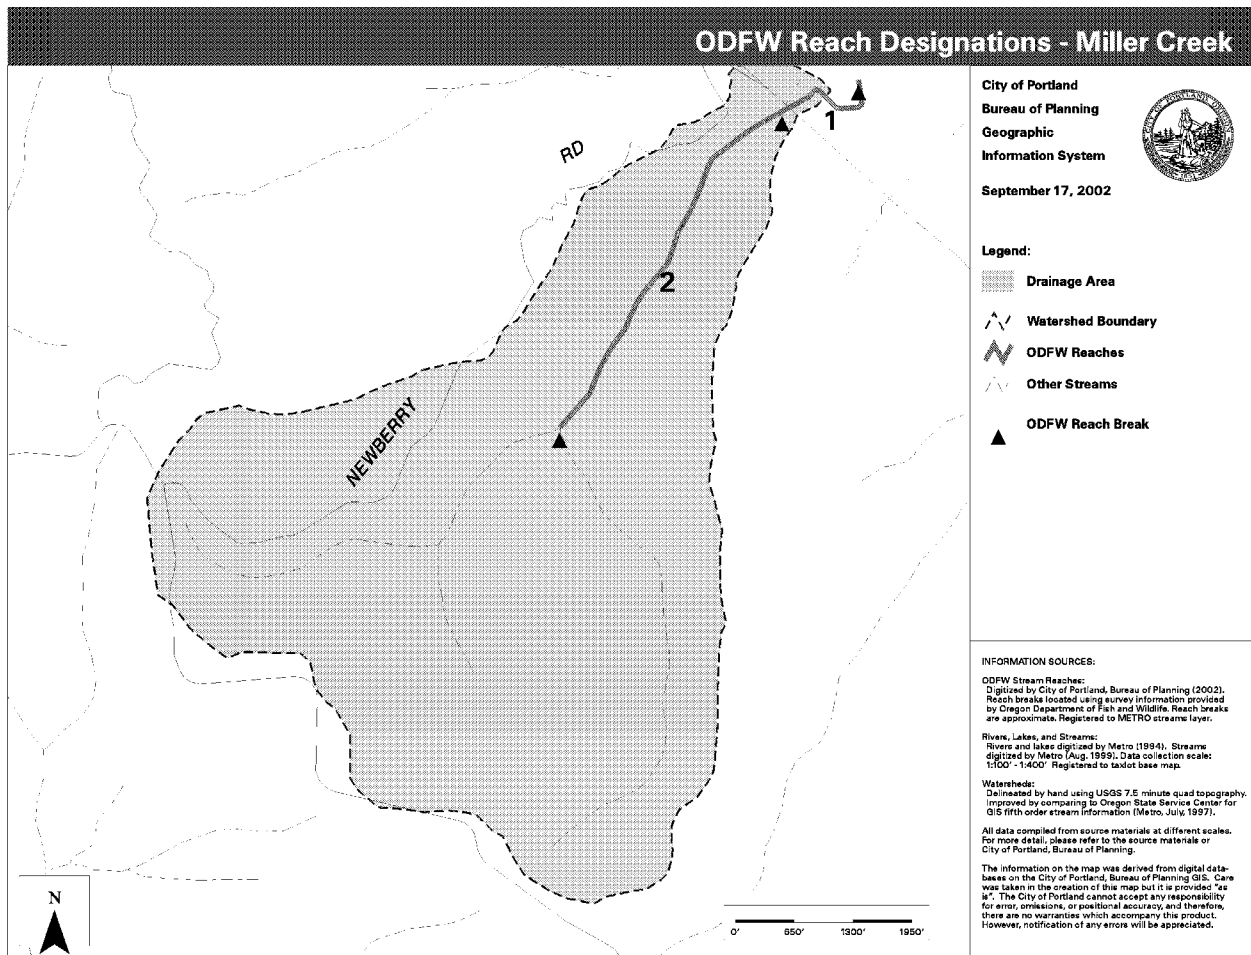 ODFW Reach Designations - Miller Creek
City of Portland
Bureau of Planning
Geographic
Information System
September 17, 2002
Legend:
Drainage Area
Watershed Boundary
ODFW Reaches
Other Streams
ODFW Reach Break
1
RD
2
NEWBERRY
INFORMATION SOURCES:
ODFW Stream Reaches:
Digitized by City of Portland, Bureau of Planning (2002).
Reach breaks located using survey information provided
by Oregon Department of Fish and Wildlife. Reach breaks
are approximate. Registered to METRO streams layer.
Rivers, Lakes, and Streams:
Rivers and lakes digitized by Metro (1994). Streams
digitized by Metro (Aug. 1999). Data collection scale:
1:100' - 1:400' Registered to taxlot base map.
Watersheds:
Delineated by hand using USGS 7.5 minute quad topography.
Improved by comparing to Oregon State Service Center for
GIS fifth order stream information (Metro, July, 1997).
All data compiled from source materials at different scales.
For more detail, please refer to the source materials or
City of Portland, Bureau of Planning.
The information on the map was derived from digital data-
bases on the City of Portland, Bureau of Planning GIS. Care
was taken in the creation of this map but it is provided "as
is". The City of Portland cannot accept any responsibility
for error, omissions, or positional accuracy, and therefore,
there are no warranties which accompany this product.
However, notification of any errors will be appreciated.
N
0' 650' 1300' 1950'